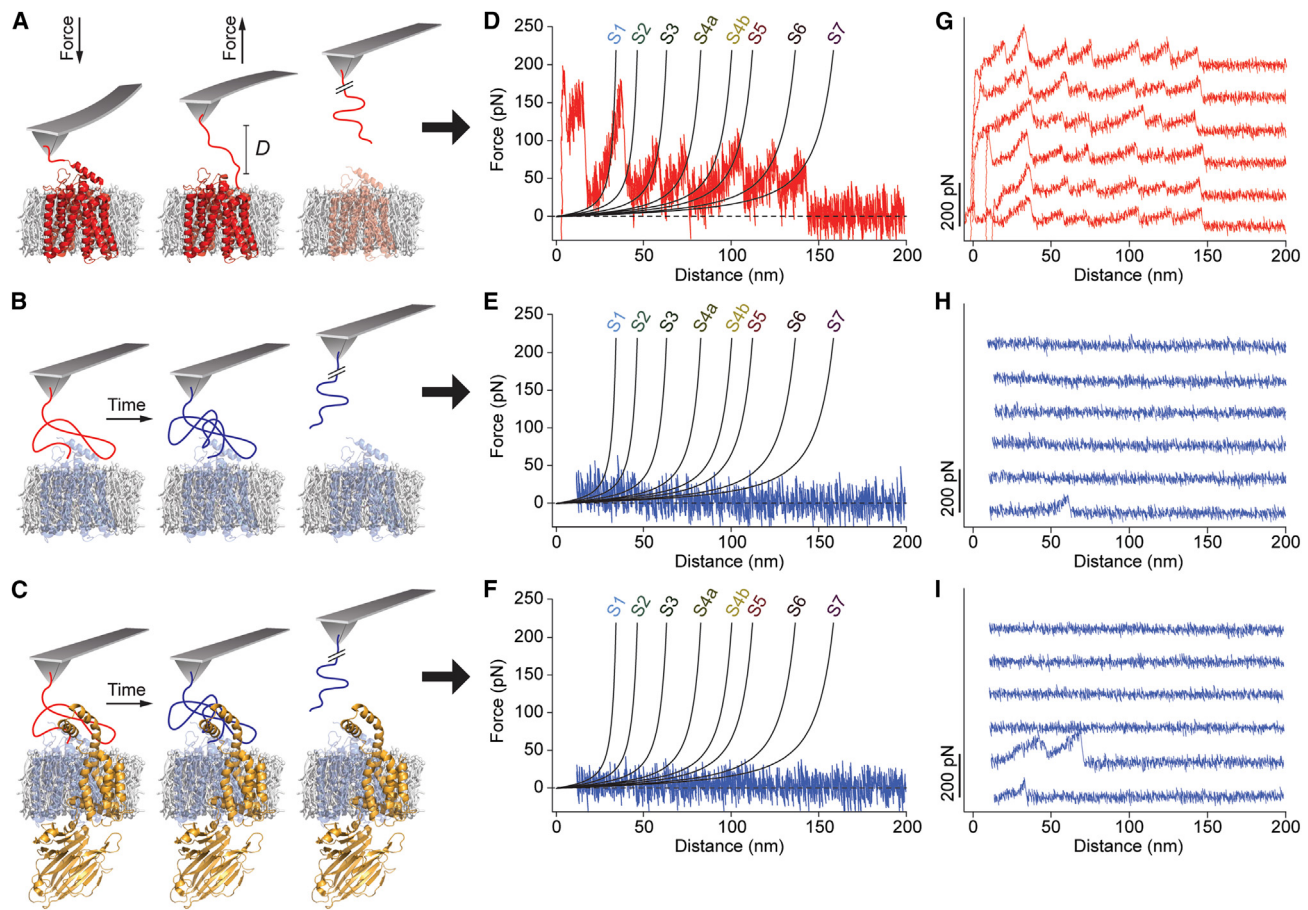 A
Force
Force
D
B
Time
C
Time
D
S1 S2 S3 S4a S4b S5 S6 S7
250
200
150
100
50
0
Force (pN)
0 50 100 150 200
Distance (nm)
E
S1 S2 S3 S4a S4b S5 S6 S7
250
200
150
100
50
0
Force (pN)
0 50 100 150 200
Distance (nm)
F
S1 S2 S3 S4a S4b S5 S6 S7
250
200
150
100
50
0
Force (pN)
0 50 100 150 200
Distance (nm)
G
200 pN
0 50 100 150 200
Distance (nm)
H
200 pN
0 50 100 150 200
Distance (nm)
I
200 pN
0 50 100 150 200
Distance (nm)